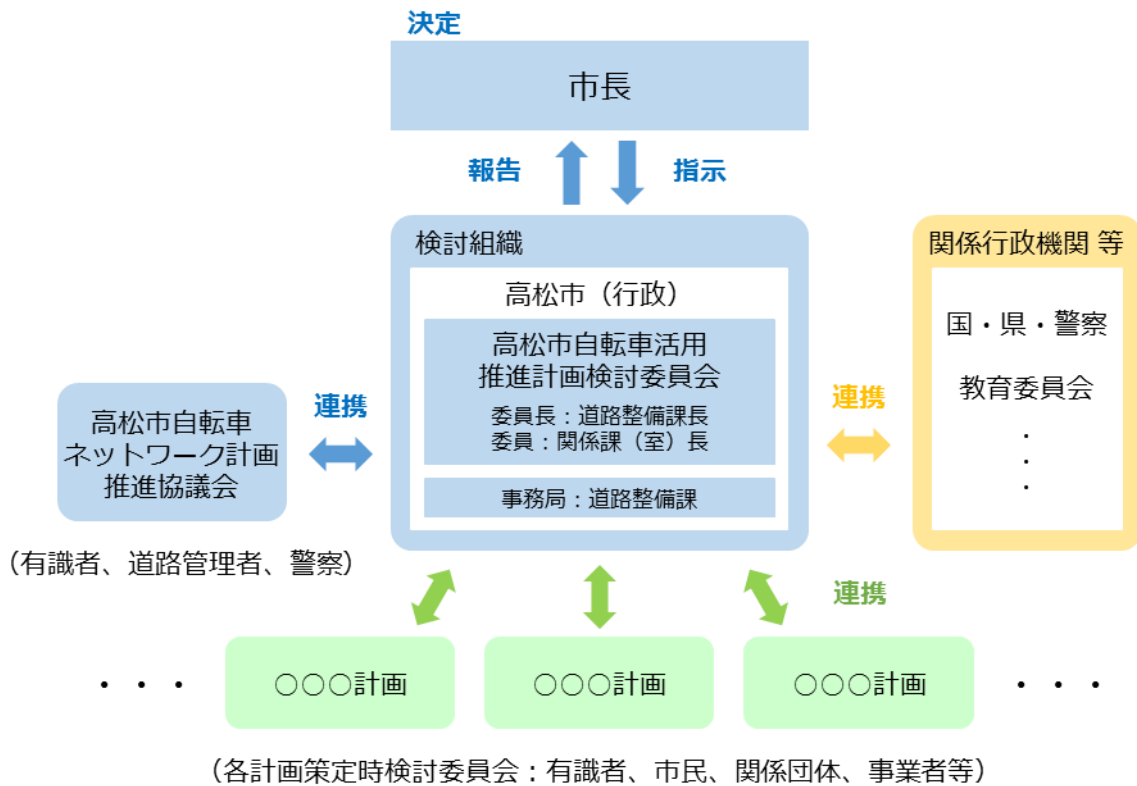 決定
市長
報告
指示
検討組織
高松市（行政）
高松市自転車活用
推進計画検討委員会
委員長：道路整備課長
委員：関係課（室）長
事務局：道路整備課
関係行政機関 等
国・県・警察
教育委員会
・
・
・
連携
連携
高松市自転車
ネットワーク計画
推進協議会
（有識者、道路管理者、警察）
連携
・・・
○○○計画
○○○計画
○○○計画
・・・
（各計画策定時検討委員会：有識者、市民、関係団体、事業者等）